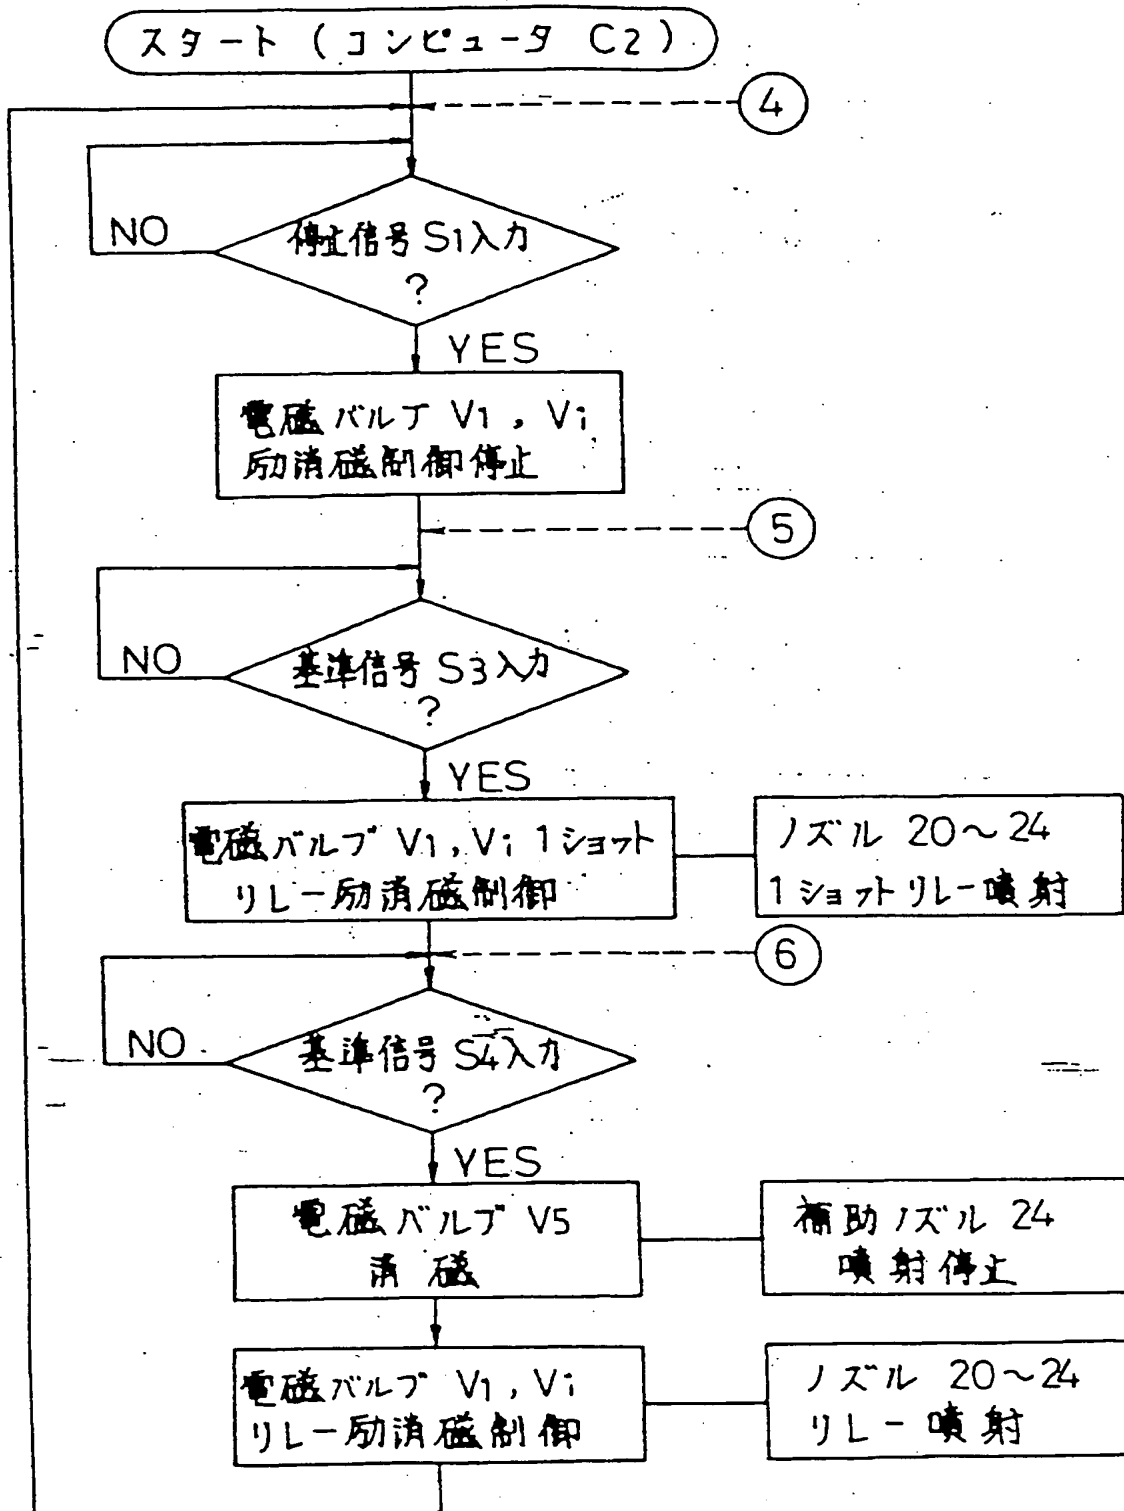 スタート (コンピュータ C2)
4
NO
停止信号 S1入力
?
YES
電磁バルブ V1, Vi
励消磁制御停止
5
NO
基準信号 S3入力
?
YES
電磁バルブ V1, Vi 1ショット
リレー励消磁制御
ノズル 20~24
1ショットリレー噴射
6
NO
基準信号 S4入力
?
YES
電磁バルブ V5
消磁
補助ノズル 24
噴射停止
電磁バルブ V1, Vi
リレー励消磁制御
ノズル 20~24
リレー噴射